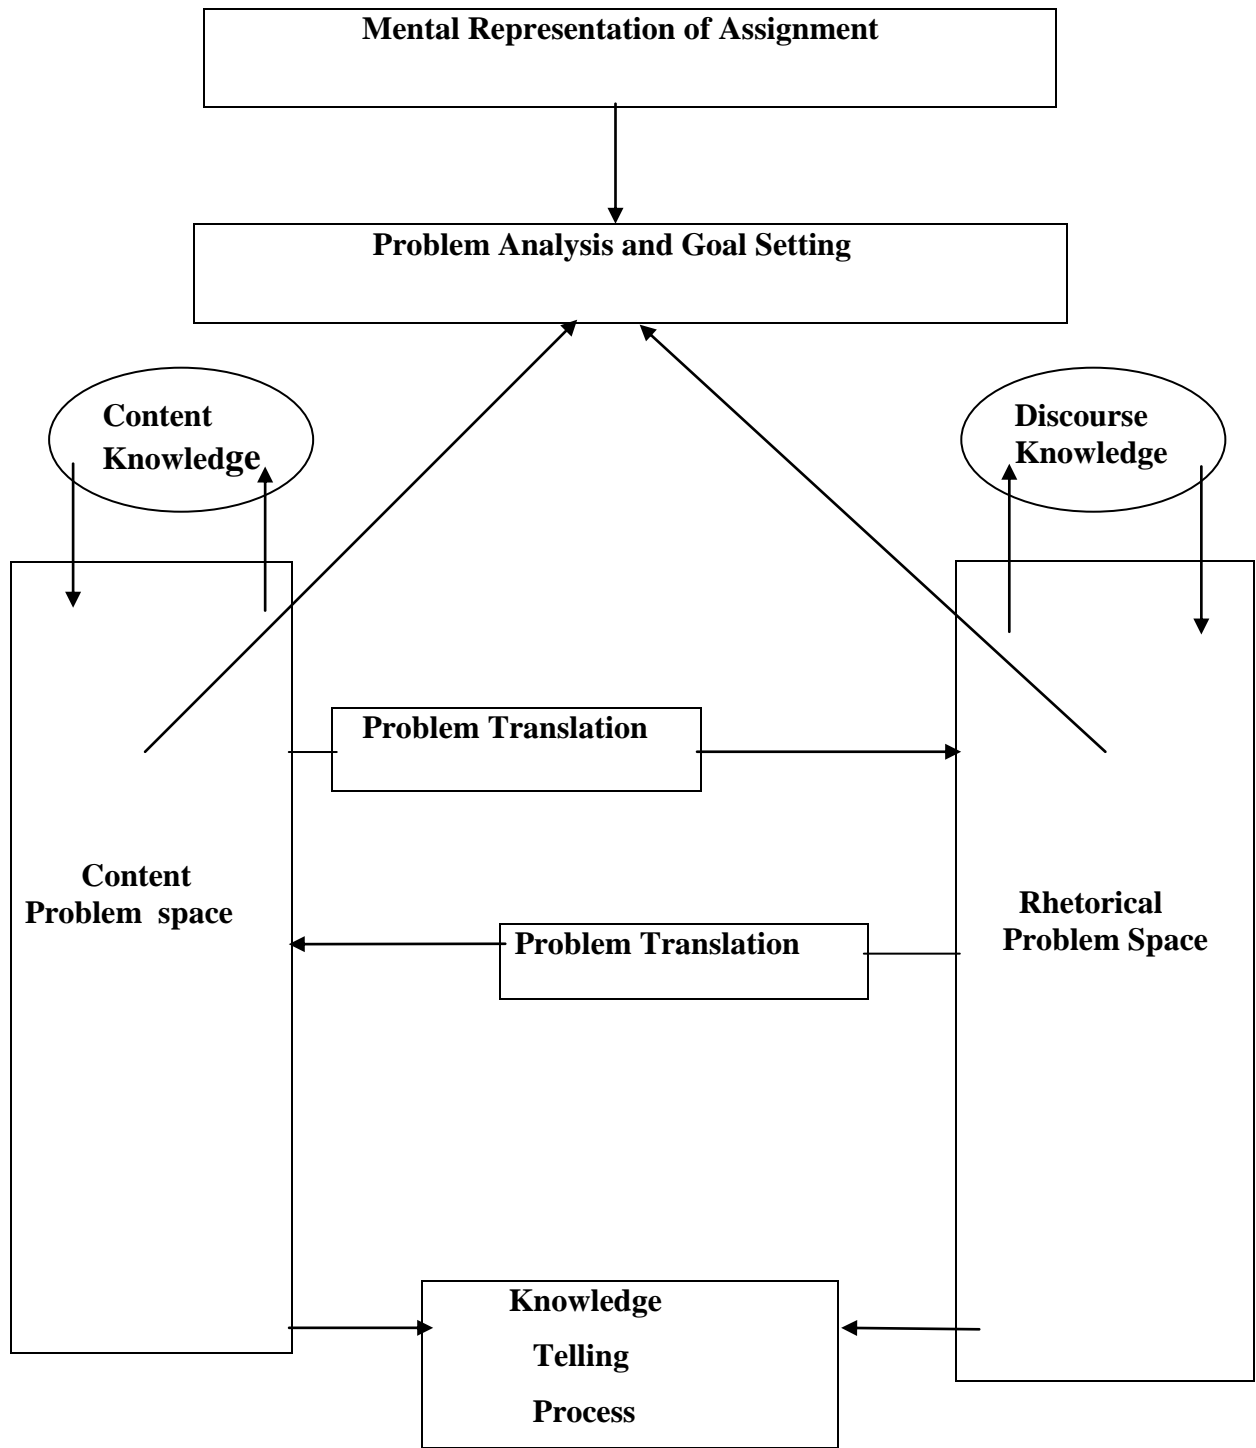 Mental Representation of Assignment
Problem Analysis and Goal Setting
Content
Knowledge
Discourse
Knowledge
Problem Translation
Content
Problem space
Rhetorical
Problem Space
Problem Translation
Knowledge
Telling
Process